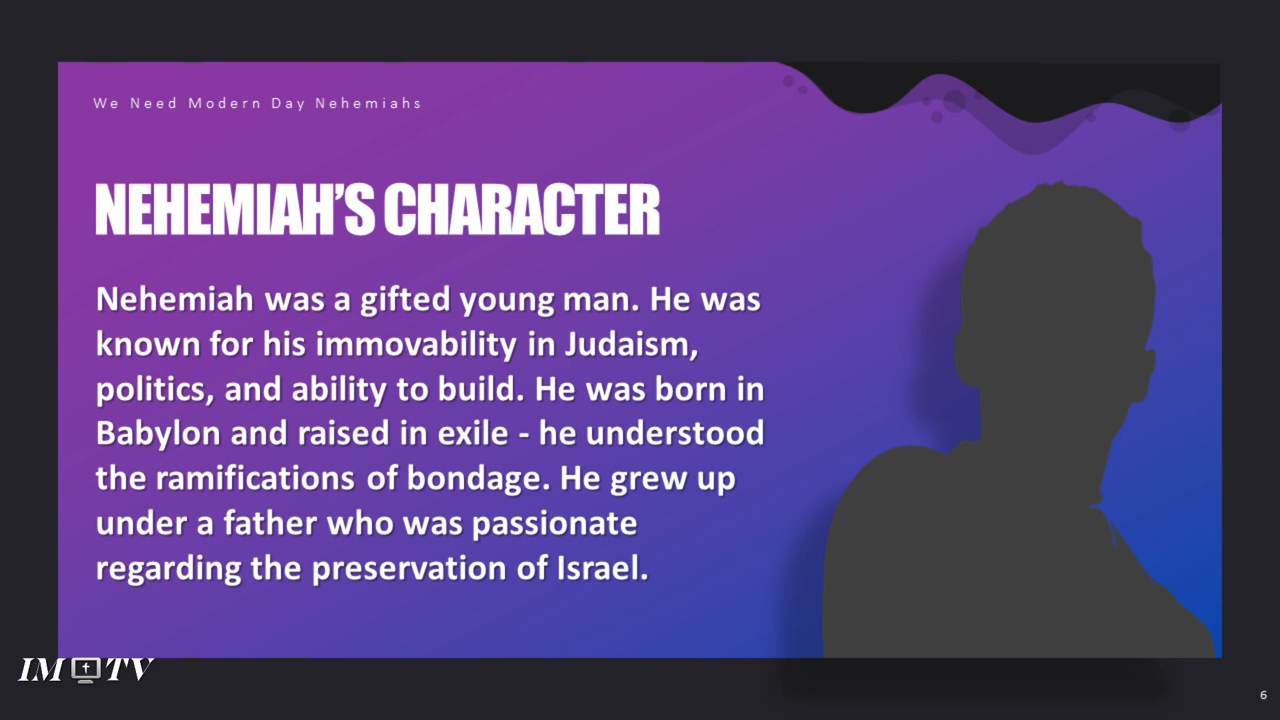 We Need Modern Day Nehemiahs
NEHEMIAH’S CHARACTER
Nehemiah was a gifted young man. He was
known for his immovability in Judaism,
politics, and ability to build. He was born in
Babylon and raised in exile - he understood
the ramifications of bondage. He grew up
under a father who was passionate
regarding the preservation of Israel.
IM TV
6